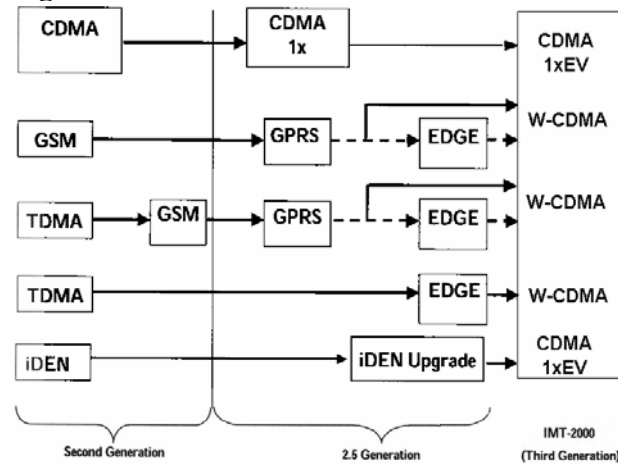 CDMA
CDMA
1x
CDMA
1xEV
GSM
GPRS
EDGE
W-CDMA
TDMA
GSM
GPRS
EDGE
W-CDMA
TDMA
EDGE
W-CDMA
iDEN
iDEN Upgrade
CDMA
1xEV
Second Generation
2.5 Generation
IMT-2000
(Third Generation)